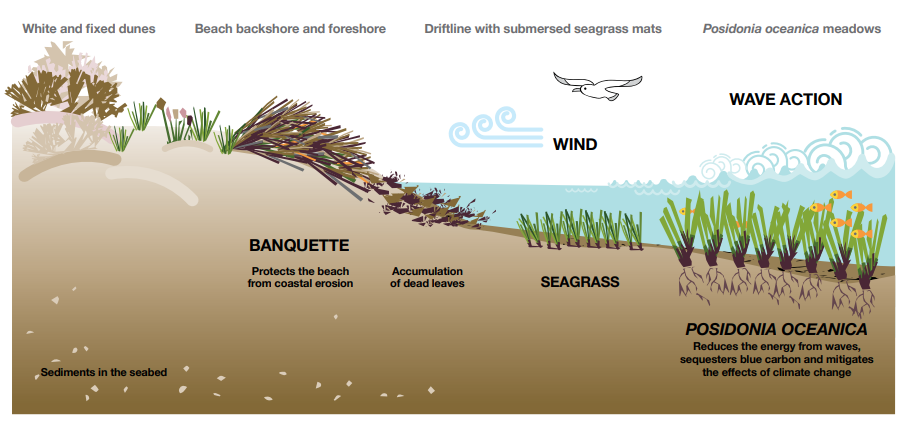 White and fixed dunes
Beach backshore and foreshore
Driftline with submersed seagrass mats
Posidonia oceanica meadows
WAVE ACTION
WIND
BANQUETTE
Protects the beach
from coastal erosion
Accumulation
of dead leaves
SEAGRASS
POSIDONIA OCEANICA
Reduces the energy from waves,
sequesters blue carbon and mitigates
the effects of climate change
Sediments in the seabed